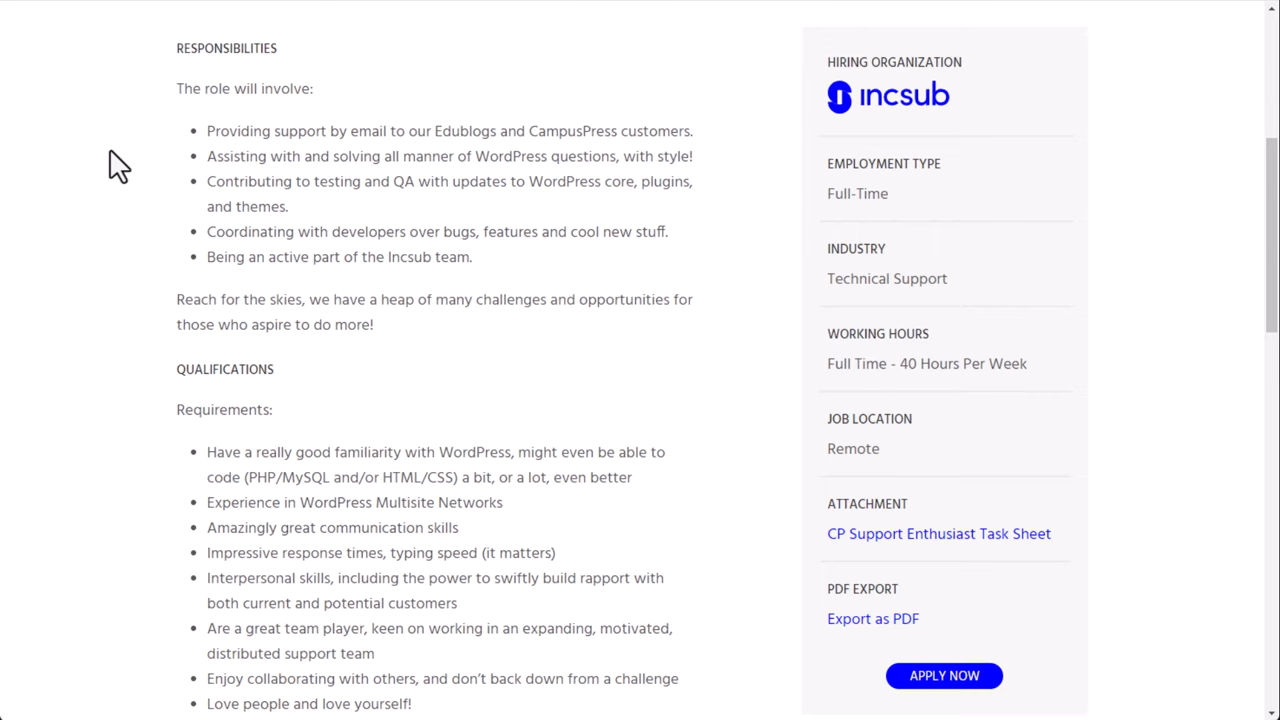 RESPONSIBILITIES
The role will involve:
• Providing support by email to our Edublogs and CampusPress customers.
• Assisting with and solving all manner of WordPress questions, with style!
• Contributing to testing and QA with updates to WordPress core, plugins,
and themes.
• Coordinating with developers over bugs, features and cool new stuff.
• Being an active part of the Incsub team.
Reach for the skies, we have a heap of many challenges and opportunities for
those who aspire to do more!
QUALIFICATIONS
Requirements:
• Have a really good familiarity with WordPress, might even be able to
code (PHP/MySQL and/or HTML/CSS) a bit, or a lot, even better
• Experience in WordPress Multisite Networks
• Amazingly great communication skills
• Impressive response times, typing speed (it matters)
• Interpersonal skills, including the power to swiftly build rapport with
both current and potential customers
• Are a great team player, keen on working in an expanding, motivated,
distributed support team
• Enjoy collaborating with others, and don’t back down from a challenge
• Love people and love yourself!
HIRING ORGANIZATION
incsub
EMPLOYMENT TYPE
Full-Time
INDUSTRY
Technical Support
WORKING HOURS
Full Time - 40 Hours Per Week
JOB LOCATION
Remote
ATTACHMENT
CP Support Enthusiast Task Sheet
PDF EXPORT
Export as PDF
APPLY NOW